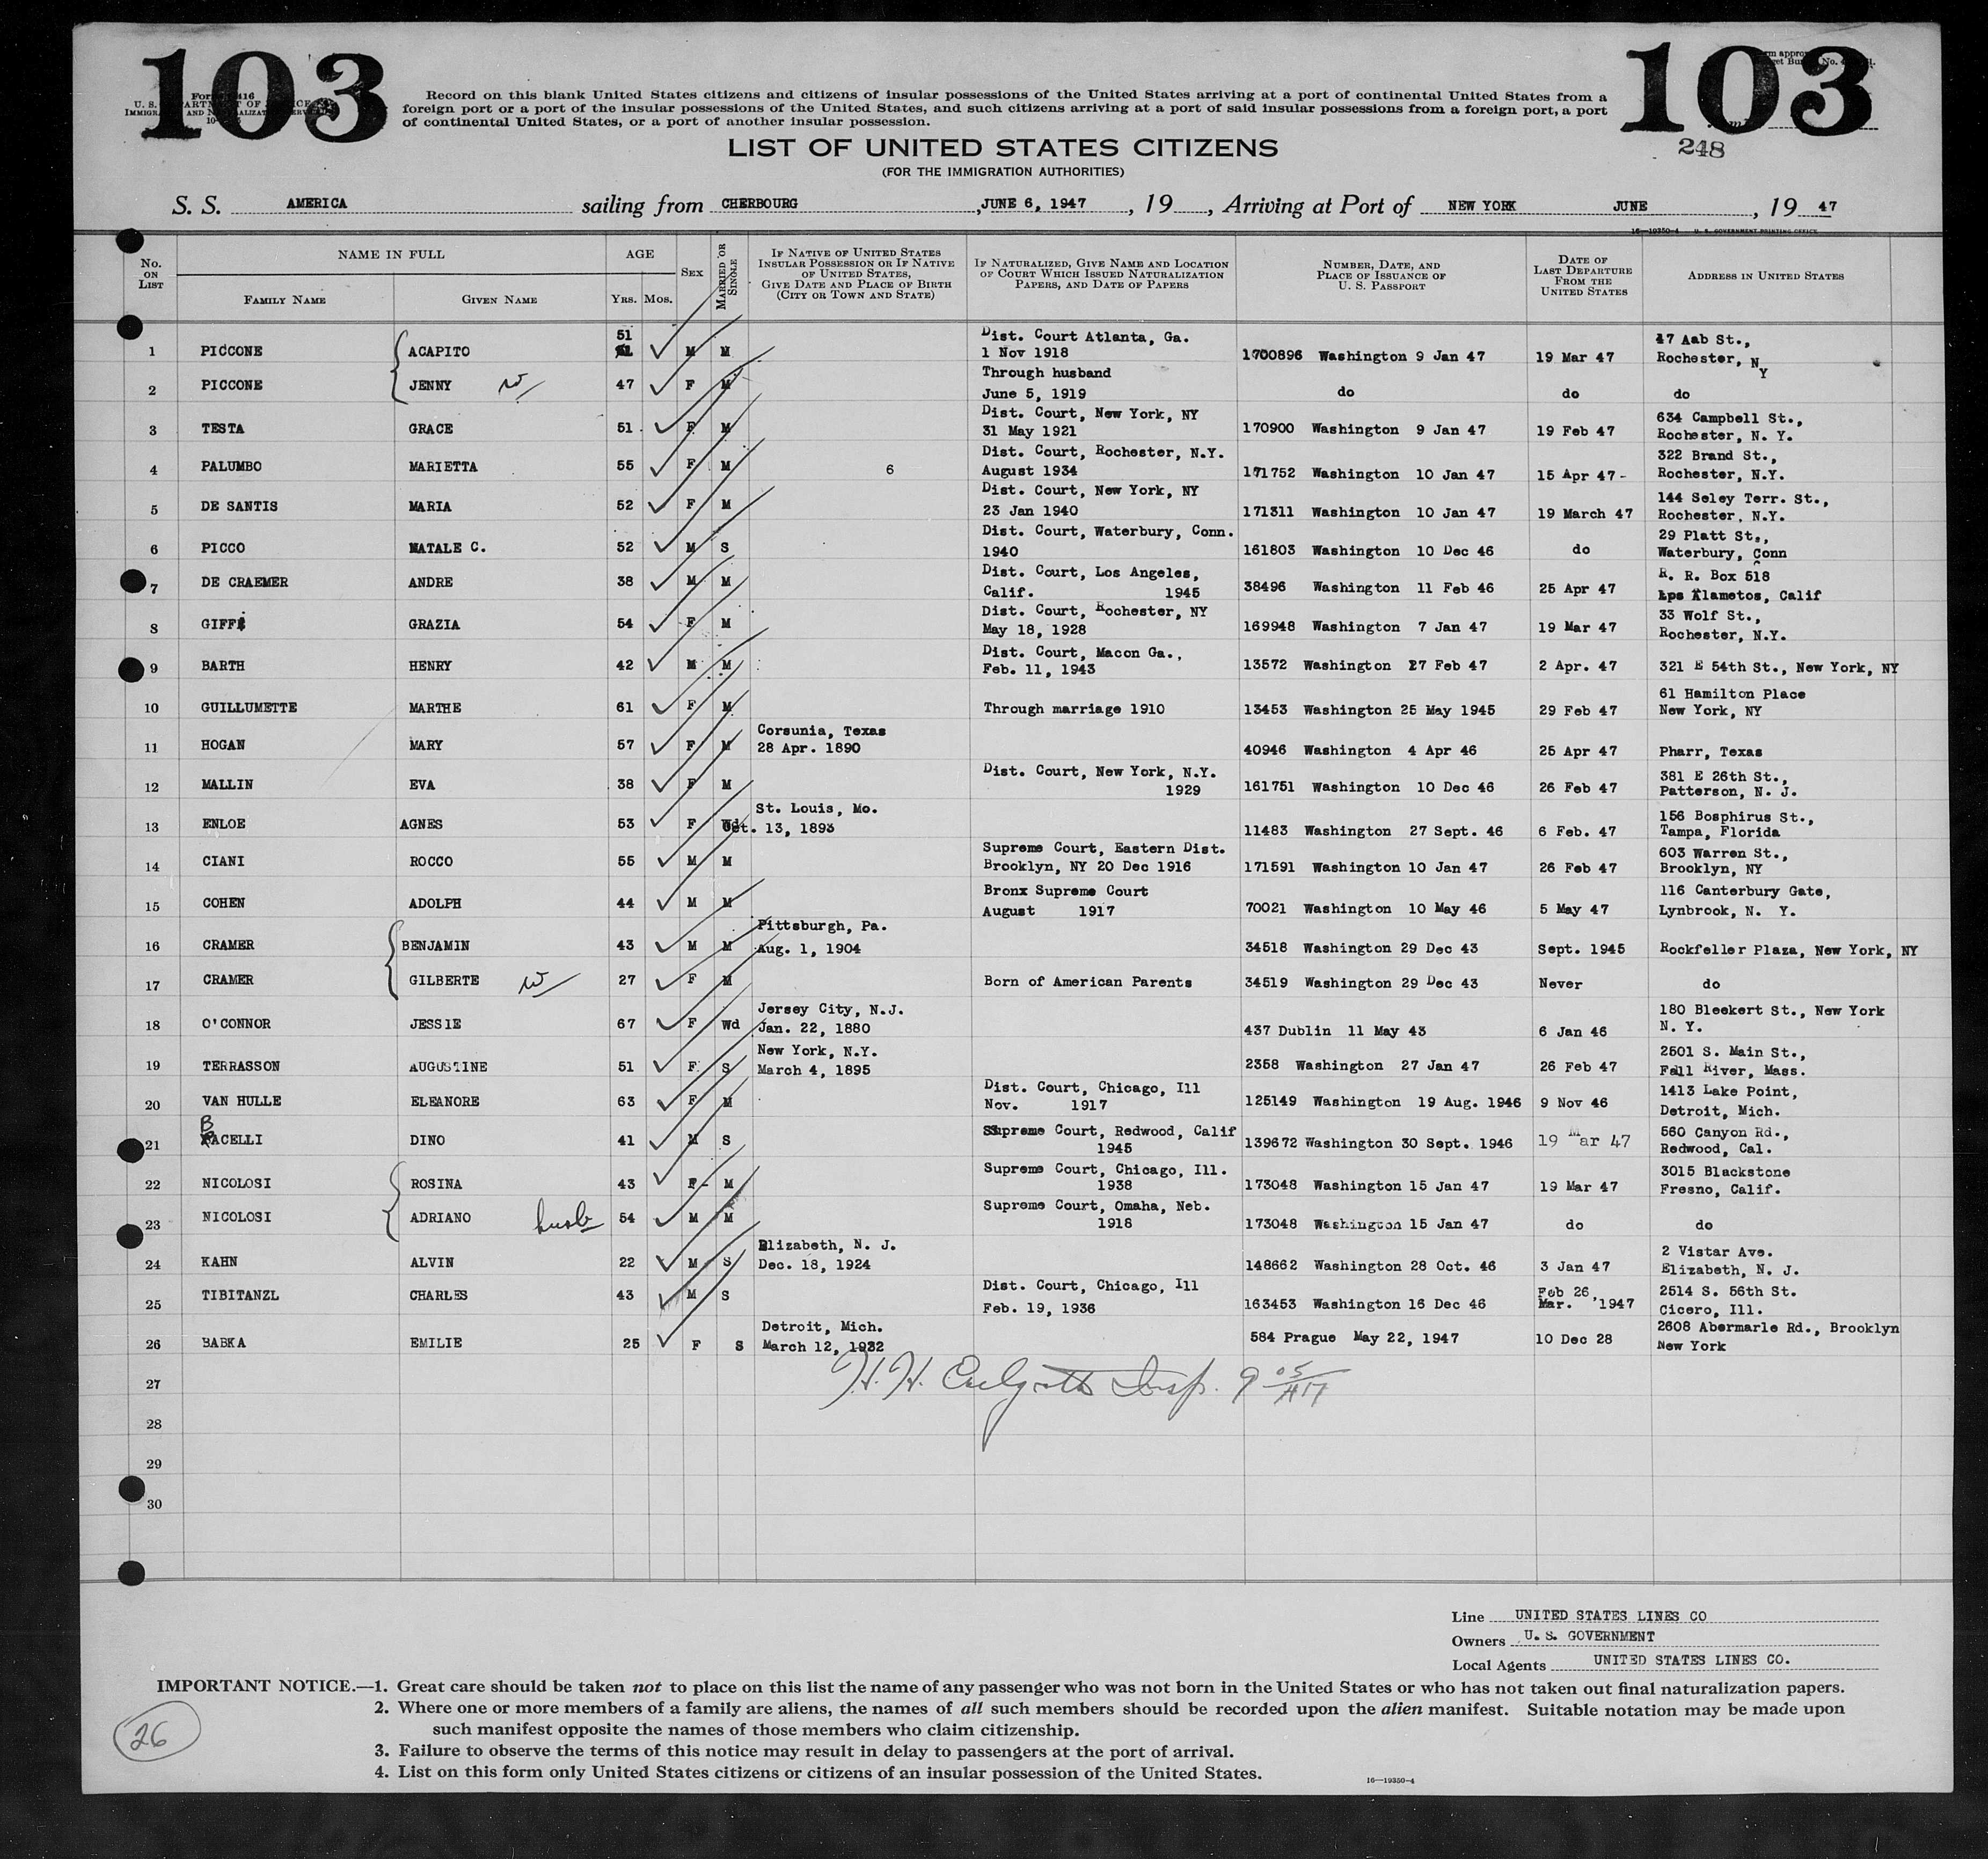 103
103
Form 416
U. S. DEPARTMENT OF JUSTICE
IMMIGRATION AND NATURALIZATION SERVICE
Record on this blank United States citizens and citizens of insular possessions of the United States arriving at a port of continental United States from a
foreign port or a port of the insular possessions of the United States, and such citizens arriving at a port of said insular possessions from a foreign port, a port
of continental United States, or a port of another insular possession.
248
LIST OF UNITED STATES CITIZENS
(FOR THE IMMIGRATION AUTHORITIES)
S. S. AMERICA sailing from CHERBOURG, JUNE 6, 1947, 19, Arriving at Port of NEW YORK JUNE, 19 47
16—19350-4 U. S. GOVERNMENT PRINTING OFFICE
No. ON LIST
NAME IN FULL
FAMILY NAME
GIVEN NAME
AGE
YRS. MOS.
SEX
MARRIED OR SINGLE
IF NATIVE OF UNITED STATES INSULAR POSSESSION OR IF NATIVE OF UNITED STATES, GIVE DATE AND PLACE OF BIRTH (CITY OR TOWN AND STATE)
IF NATURALIZED, GIVE NAME AND LOCATION OF COURT WHICH ISSUED NATURALIZATION PAPERS, AND DATE OF PAPERS
NUMBER, DATE, AND PLACE OF ISSUANCE OF U. S. PASSPORT
DATE OF LAST DEPARTURE FROM THE UNITED STATES
ADDRESS IN UNITED STATES
1 PICCONE ACAPITO 51 M M Dist. Court Atlanta, Ga. 1 Nov 1918 1700896 Washington 9 Jan 47 19 Mar 47 47 Aab St., Rochester, NY
2 PICCONE JENNY w 47 F M Through husband June 5, 1919 do do do
3 TESTA GRACE 51 F M Dist. Court, New York, NY 31 May 1921 170900 Washington 9 Jan 47 19 Feb 47 634 Campbell St., Rochester, N. Y.
4 PALUMBO MARIETTA 55 F M 6 Dist. Court, Rochester, N.Y. August 1934 171752 Washington 10 Jan 47 15 Apr 47- 322 Brand St., Rochester, N.Y.
5 DE SANTIS MARIA 52 F M Dist. Court, New York, NY 23 Jan 1940 171311 Washington 10 Jan 47 19 March 47 144 Seley Terr. St., Rochester, N.Y.
6 PICCO NATALE C. 52 M S Dist. Court, Waterbury, Conn. 1940 161803 Washington 10 Dec 46 do 29 Platt St., Waterbury, Conn
7 DE CRAEMER ANDRE 38 M M Dist. Court, Los Angeles, Calif. 1945 38496 Washington 11 Feb 46 25 Apr 47 R. R. Box 518 Lps Alametos, Calif
8 GIFFI GRAZIA 54 F M Dist. Court, Rochester, NY May 18, 1928 169948 Washington 7 Jan 47 19 Mar 47 33 Wolf St., Rochester, N.Y.
9 BARTH HENRY 42 M M Dist. Court, Macon Ga., Feb. 11, 1943 13572 Washington 27 Feb 47 2 Apr. 47 321 E 54th St., New York, NY
10 GUILLUMETTE MARTHE 61 F M Through marriage 1910 13453 Washington 25 May 1945 29 Feb 47 61 Hamilton Place New York, NY
11 HOGAN MARY 57 F M Corsunia, Texas 28 Apr. 1890 40946 Washington 4 Apr 46 25 Apr 47 Pharr, Texas
12 MALLIN EVA 38 F M Dist. Court, New York, N.Y. 1929 161751 Washington 10 Dec 46 26 Feb 47 381 E 26th St., Patterson, N. J.
13 ENLOE AGNES 53 F Wd St. Louis, Mo. Oct. 13, 1893 11483 Washington 27 Sept. 46 6 Feb. 47 156 Bosphirus St., Tampa, Florida
14 CIANI ROCCO 55 M M Supreme Court, Eastern Dist. Brooklyn, NY 20 Dec 1916 171591 Washington 10 Jan 47 26 Feb 47 603 Warren St., Brooklyn, NY
15 COHEN ADOLPH 44 M M Bronx Supreme Court August 1917 70021 Washington 10 May 46 5 May 47 116 Canterbury Gate, Lynbrook, N. Y.
16 CRAMER BENJAMIN 43 M M Pittsburgh, Pa. Aug. 1, 1904 34518 Washington 29 Dec 43 Sept. 1945 Rockfeller Plaza, New York, NY
17 CRAMER GILBERTE w 27 F M Born of American Parents 34519 Washington 29 Dec 43 Never do
18 O'CONNOR JESSIE 67 F Wd Jersey City, N.J. Jan. 22, 1880 437 Dublin 11 May 43 6 Jan 46 180 Bleekert St., New York N. Y.
19 TERRASSON AUGUSTINE 51 F S New York, N.Y. March 4, 1895 2358 Washington 27 Jan 47 26 Feb 47 2501 S. Main St., Fall River, Mass.
20 VAN HULLE ELEANORE 63 F M Dist. Court, Chicago, Ill Nov. 1917 125149 Washington 19 Aug. 1946 9 Nov 46 1413 Lake Point, Detroit, Mich.
21 BACELLI DINO 41 M S Supreme Court, Redwood, Calif 1945 139672 Washington 30 Sept. 1946 19 Mar 47 560 Canyon Rd., Redwood, Cal.
22 NICOLOSI ROSINA 43 F- M Supreme Court, Chicago, Ill. 1938 173048 Washington 15 Jan 47 19 Mar 47 3015 Blackstone Fresno, Calif.
23 NICOLOSI ADRIANO husb 54 M M Supreme Court, Omaha, Neb. 1918 173048 Washington 15 Jan 47 do do
24 KAHN ALVIN 22 M S Elizabeth, N. J. Dec. 18, 1924 148662 Washington 28 Oct. 46 3 Jan 47 2 Vistar Ave. Elizabeth, N. J.
25 TIBITANZL CHARLES 43 M S Dist. Court, Chicago, Ill Feb. 19, 1936 163453 Washington 16 Dec 46 Feb 26, Mar. 1947 2514 S. 56th St. Cicero, Ill.
26 BABKA EMILIE 25 F S Detroit, Mich. March 12, 1932 584 Prague May 22, 1947 10 Dec 28 2608 Abermarle Rd., Brooklyn New York
27 H. H. Insp. 9 05
28
29
30
Line UNITED STATES LINES CO
Owners U. S. GOVERNMENT
Local Agents UNITED STATES LINES CO.
IMPORTANT NOTICE.—1. Great care should be taken not to place on this list the name of any passenger who was not born in the United States or who has not taken out final naturalization papers.
2. Where one or more members of a family are aliens, the names of all such members should be recorded upon the alien manifest. Suitable notation may be made upon
such manifest opposite the names of those members who claim citizenship.
3. Failure to observe the terms of this notice may result in delay to passengers at the port of arrival.
4. List on this form only United States citizens or citizens of an insular possession of the United States.
16—19350-4
26